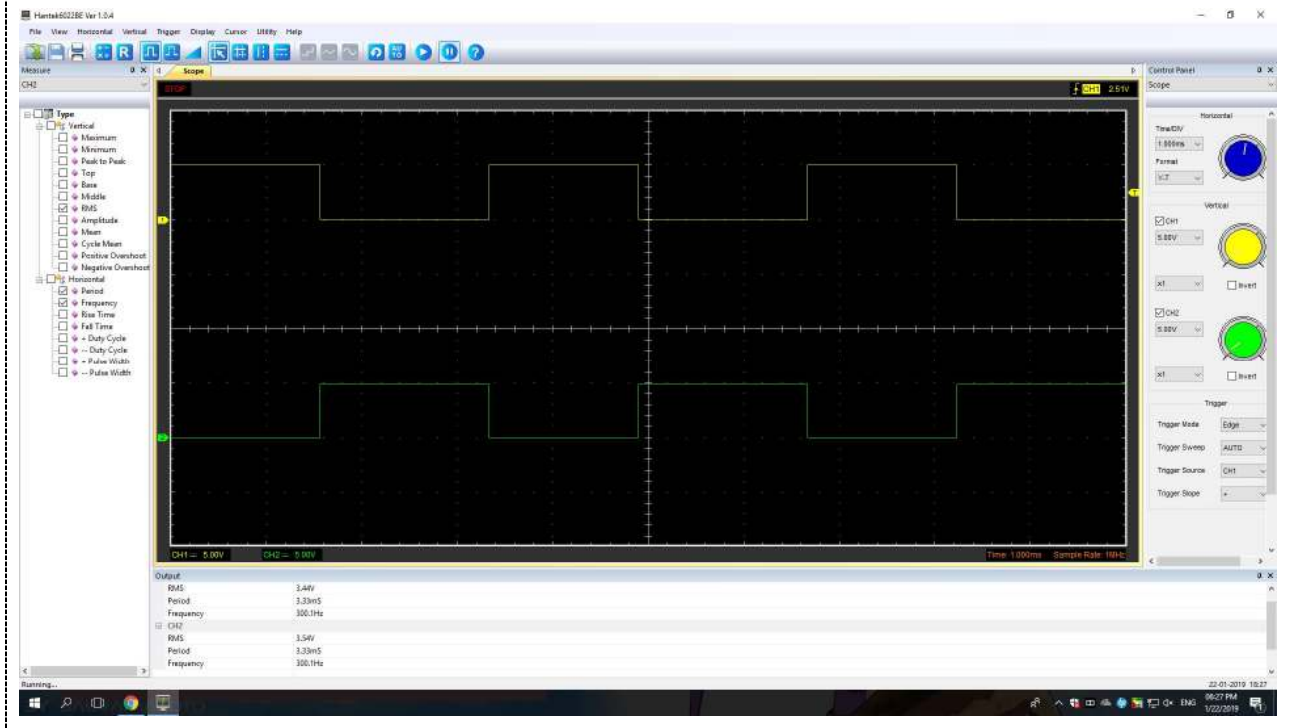 Hantek6022BE Ver 1.0.4
File View Horizontal Vertical Trigger Display Cursor Utility Help
Measure
CH2
Type
Vertical
Maximum
Minimum
Peak to Peak
Top
Base
Middle
RMS
Amplitude
Mean
Cycle Mean
Positive Overshoot
Negative Overshoot
Horizontal
Period
Frequency
Rise Time
Fall Time
+ Duty Cycle
-- Duty Cycle
+ Pulse Width
-- Pulse Width
Scope
STOP
CH1 2.51V
T
1
2
CH1 5.00V CH2 5.00V Time: 1.000ms Sample Rate: 1MHz
Control Panel
Scope
Horizontal
Time/DIV
1.000ms
Format
Y-T
Vertical
CH1
5.00V
x1 Invert
CH2
5.00V
x1 Invert
Trigger
Trigger Mode Edge
Trigger Sweep AUTO
Trigger Source CH1
Trigger Slope +
Output
RMS 3.44V
Period 3.33mS
Frequency 300.1Hz
CH2
RMS 3.54V
Period 3.33mS
Frequency 300.1Hz
Running... 22-01-2019 18:27
ENG 06:27 PM
1/22/2019